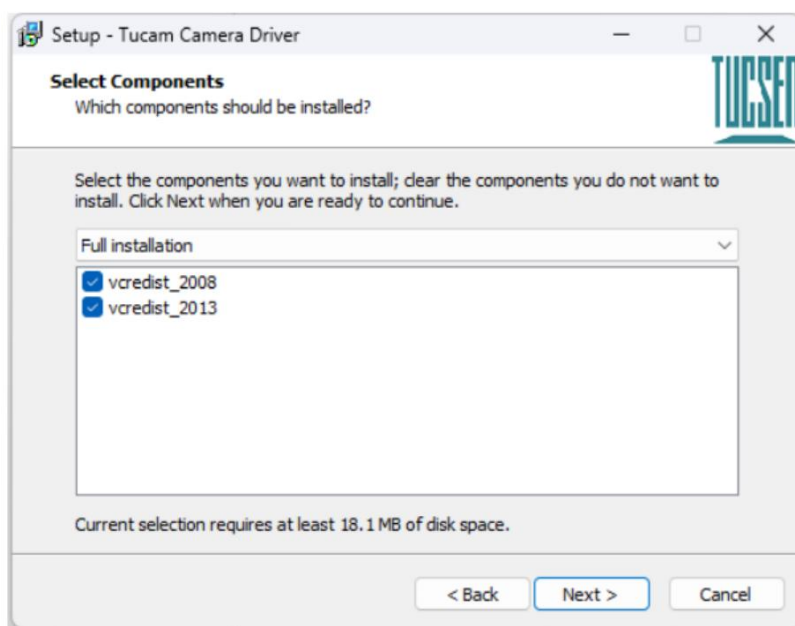 Setup - Tucam Camera Driver
Select Components
Which components should be installed?
TUCSEN
Select the components you want to install; clear the components you do not want to
install. Click Next when you are ready to continue.
Full installation
vcredist_2008
vcredist_2013
Current selection requires at least 18.1 MB of disk space.
< Back
Next >
Cancel